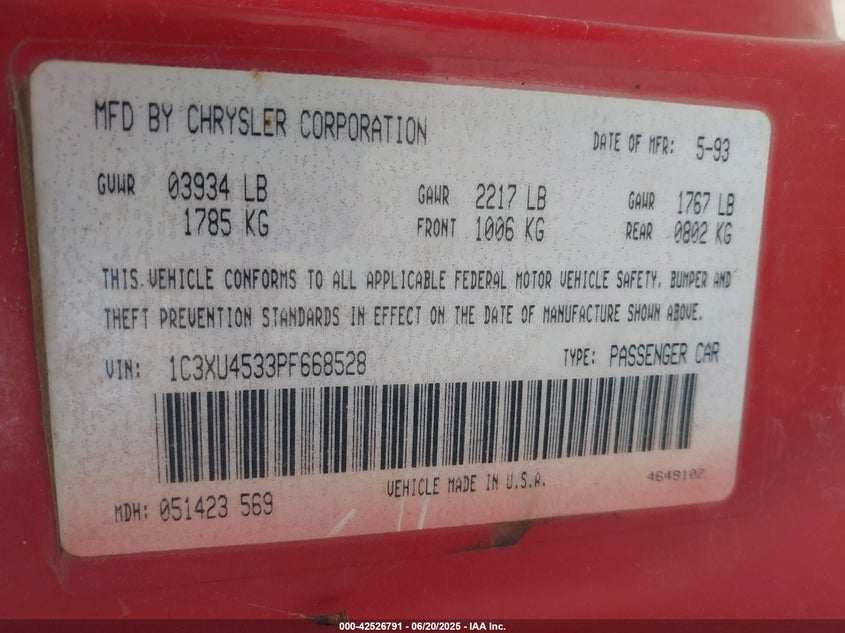 MFD BY CHRYSLER CORPORATION DATE OF MFR: 5-93
GVWR 03934 LB GAWR 2217 LB GAWR 1767 LB
1785 KG FRONT 1006 KG REAR 0802 KG
THIS VEHICLE CONFORMS TO ALL APPLICABLE FEDERAL MOTOR VEHICLE SAFETY, BUMPER AND
THEFT PREVENTION STANDARDS IN EFFECT ON THE DATE OF MANUFACTURE SHOWN ABOVE.
VIN: 1C3XU4533PF668528 TYPE: PASSENGER CAR
MDH: 051423 569 VEHICLE MADE IN U.S.A. 4648102
000-42526791 - 06/20/2025 - IAA Inc.